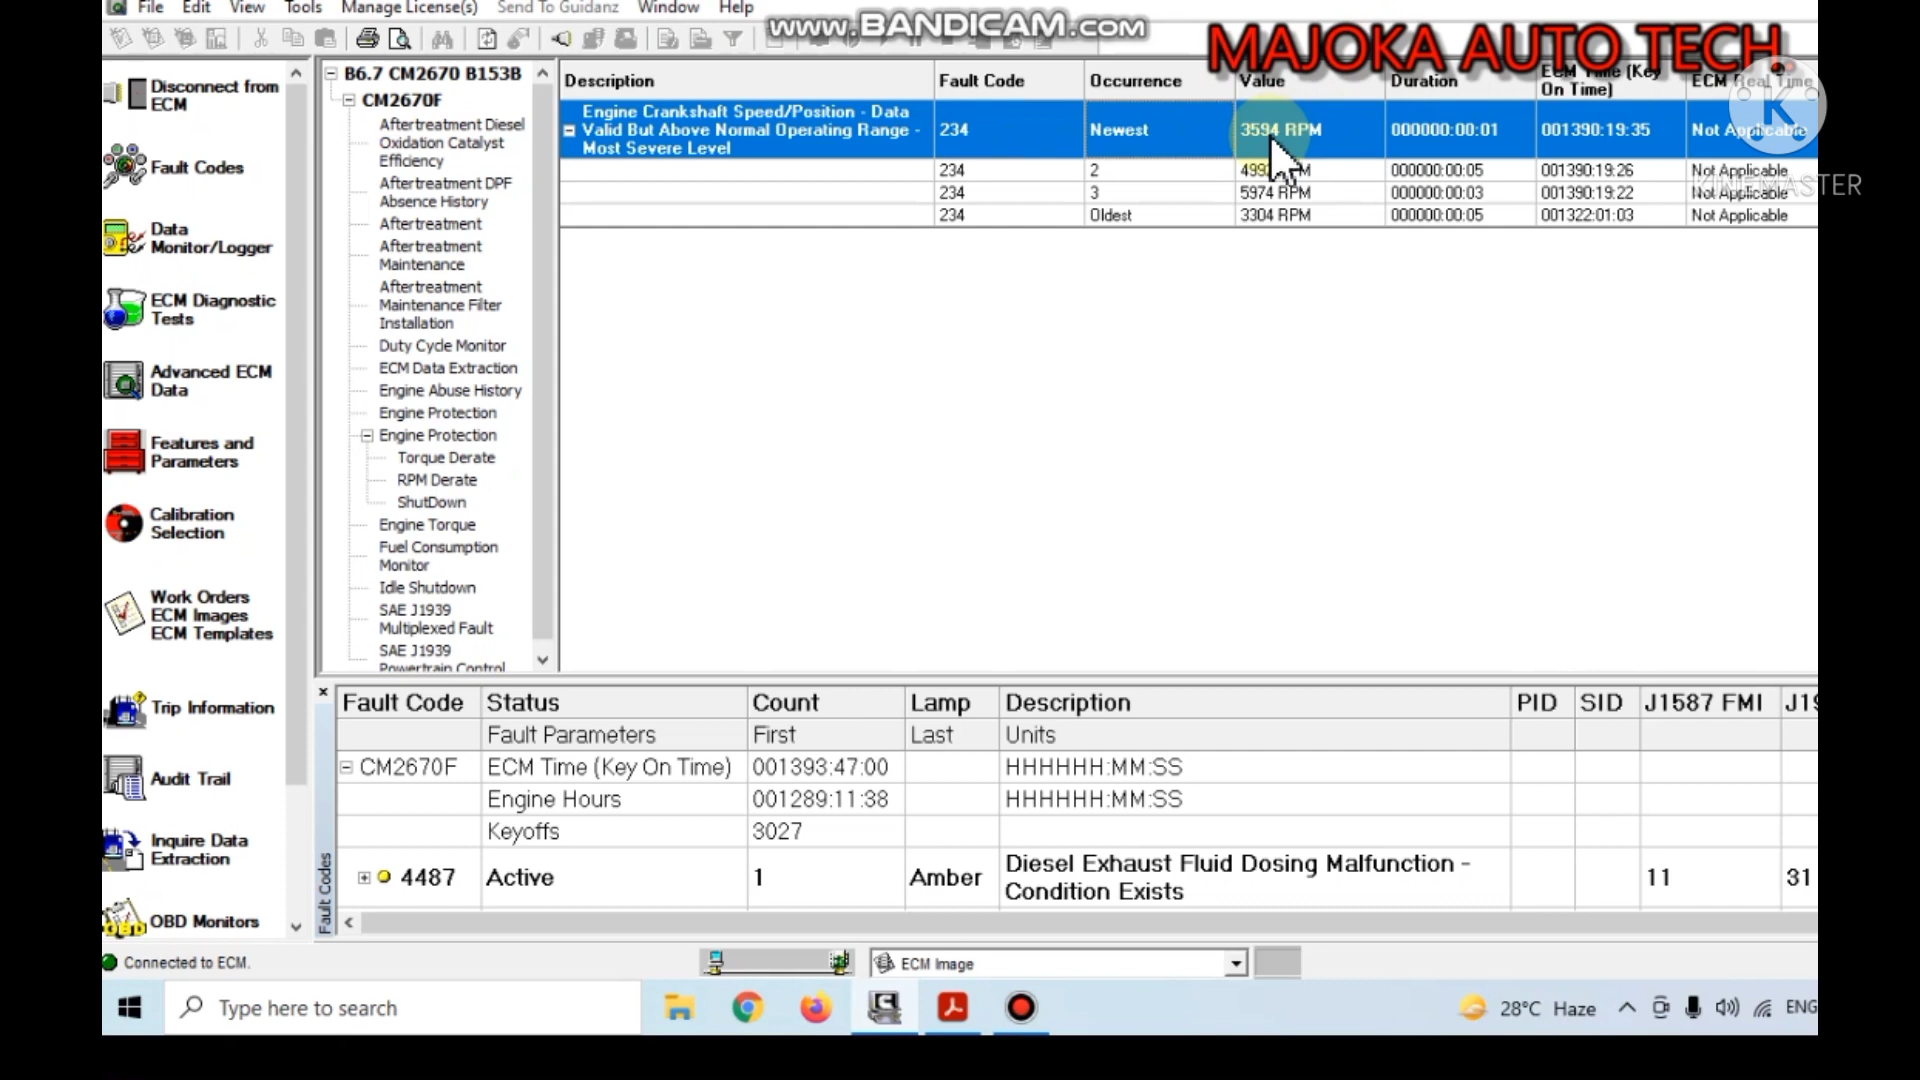 File Edit View Tools Manage License(s) Send To Guidanz Window Help
www.BANDICAM.com
MAJOKA AUTO TECH
KINEMASTER
Disconnect from
ECM
Fault Codes
Data
Monitor/Logger
ECM Diagnostic
Tests
Advanced ECM
Data
Features and
Parameters
Calibration
Selection
Work Orders
ECM Images
ECM Templates
Trip Information
Audit Trail
Inquire Data
Extraction
OBD Monitors
B6.7 CM2670 B153B
CM2670F
Aftertreatment Diesel
Oxidation Catalyst
Efficiency
Aftertreatment DPF
Absence History
Aftertreatment
Aftertreatment
Maintenance
Aftertreatment
Maintenance Filter
Installation
Duty Cycle Monitor
ECM Data Extraction
Engine Abuse History
Engine Protection
Engine Protection
Torque Derate
RPM Derate
ShutDown
Engine Torque
Fuel Consumption
Monitor
Idle Shutdown
SAE J1939
Multiplexed Fault
SAE J1939
Powertrain Control
Description Fault Code Occurrence Value Duration ECM Time (Key On Time) ECM Real Time
Engine Crankshaft Speed/Position - Data
Valid But Above Normal Operating Range -
Most Severe Level
234 Newest 3594 RPM 000000:00:01 001390:19:35 Not Applicable
234 2 000000:00:05 001390:19:26 Not Applicable
234 3 5974 RPM 000000:00:03 001390:19:22 Not Applicable
234 Oldest 3304 RPM 000000:00:05 001322:01:03 Not Applicable
Fault Codes
Fault Code Status Count Lamp Description PID SID J1587 FMI
Fault Parameters First Last Units
CM2670F ECM Time (Key On Time) 001393:47:00 HHHHHH:MM:SS
Engine Hours 001289:11:38 HHHHHH:MM:SS
Keyoffs 3027
4487 Active 1 Amber Diesel Exhaust Fluid Dosing Malfunction -
Condition Exists 11 31
Connected to ECM.
ECM Image
Type here to search
28°C Haze
ENG